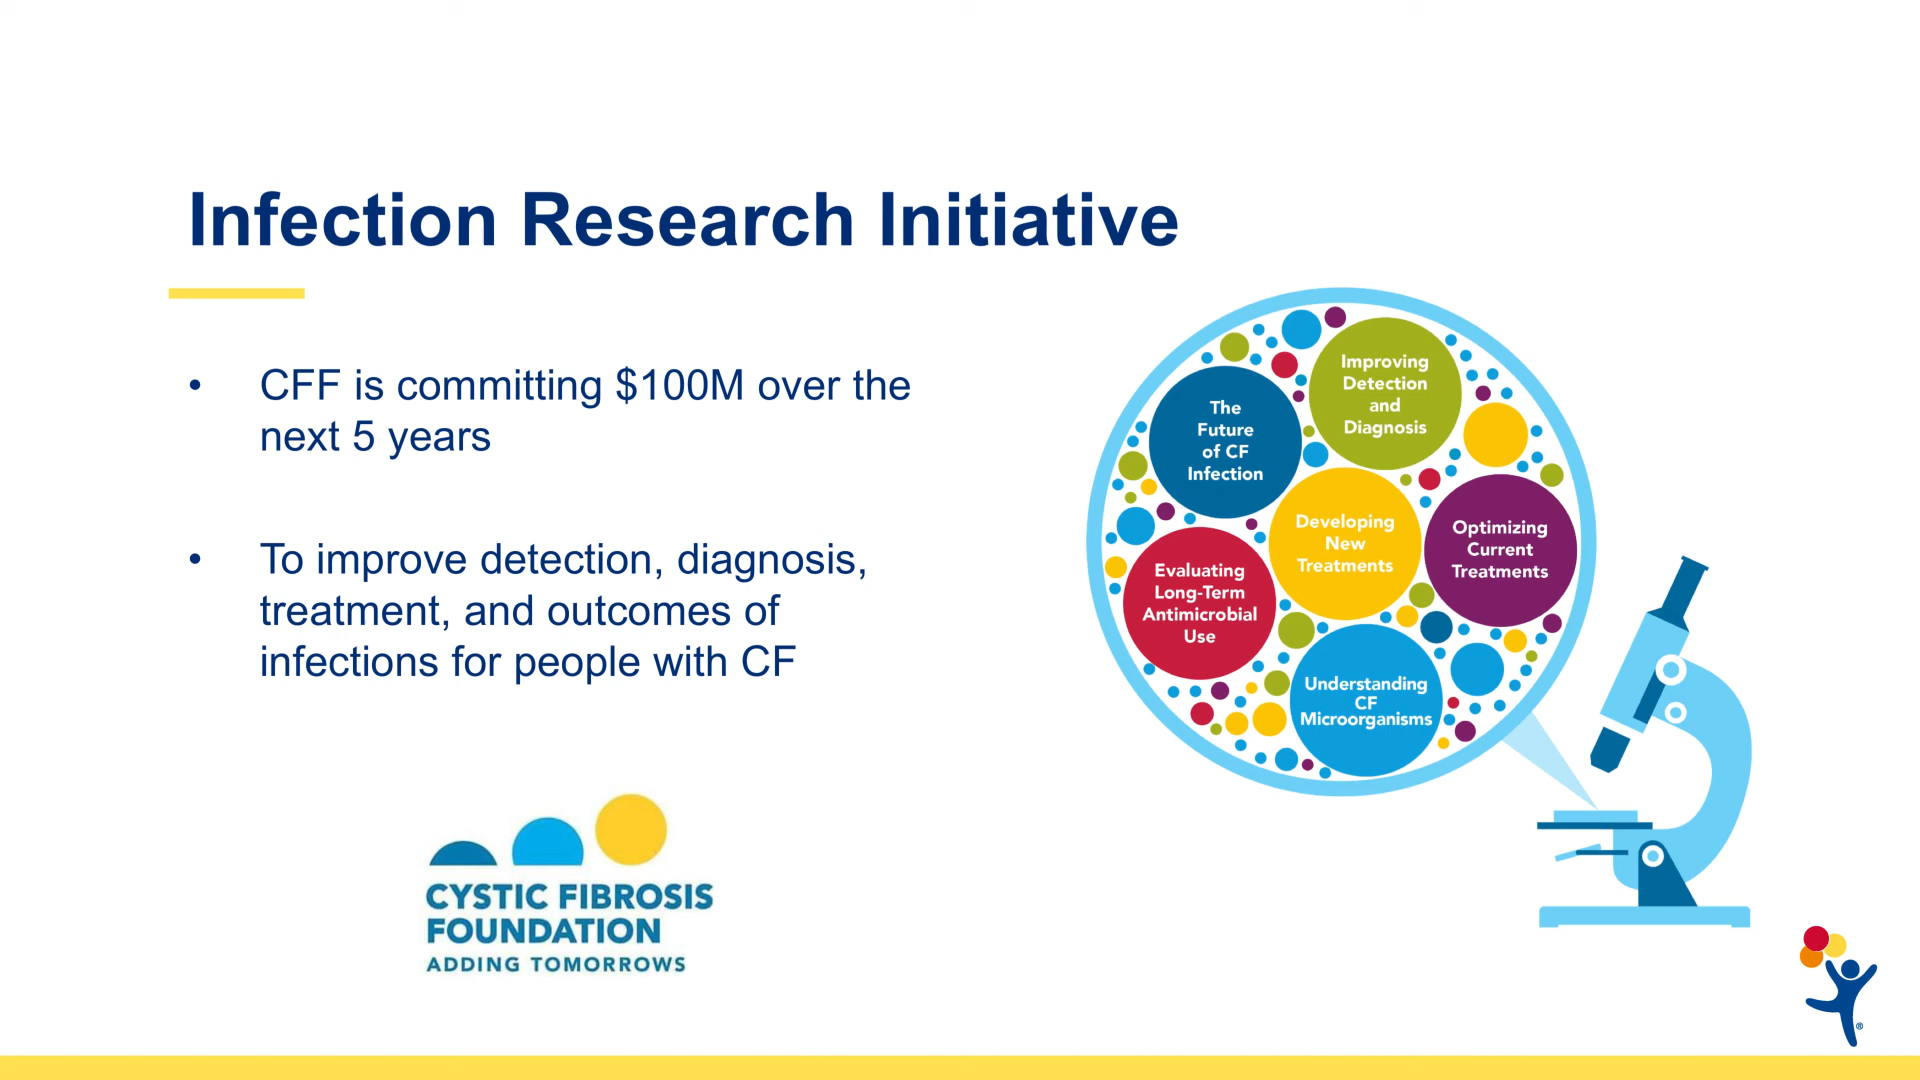 Infection Research Initiative
• CFF is committing $100M over the
next 5 years
• To improve detection, diagnosis,
treatment, and outcomes of
infections for people with CF
CYSTIC FIBROSIS
FOUNDATION
ADDING TOMORROWS
Improving
Detection
and
Diagnosis
The
Future
of CF
Infection
Developing
New
Treatments
Optimizing
Current
Treatments
Evaluating
Long-Term
Antimicrobial
Use
Understanding
CF
Microorganisms
®